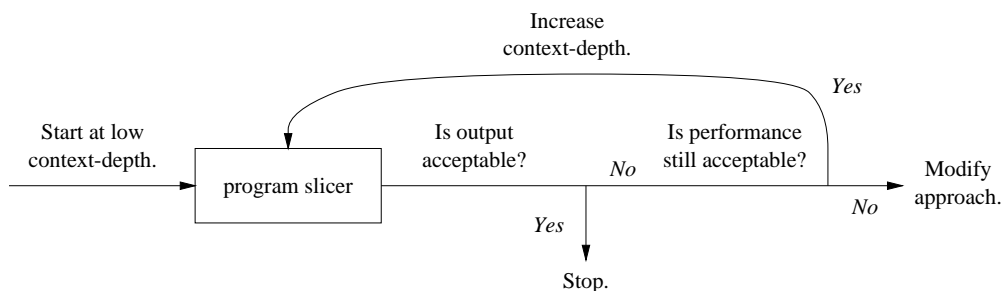 Increase
context-depth.
Yes
Start at low
context-depth.
Is output
acceptable?
Is performance
still acceptable?
program slicer
No
Modify
approach.
No
Yes
Stop.